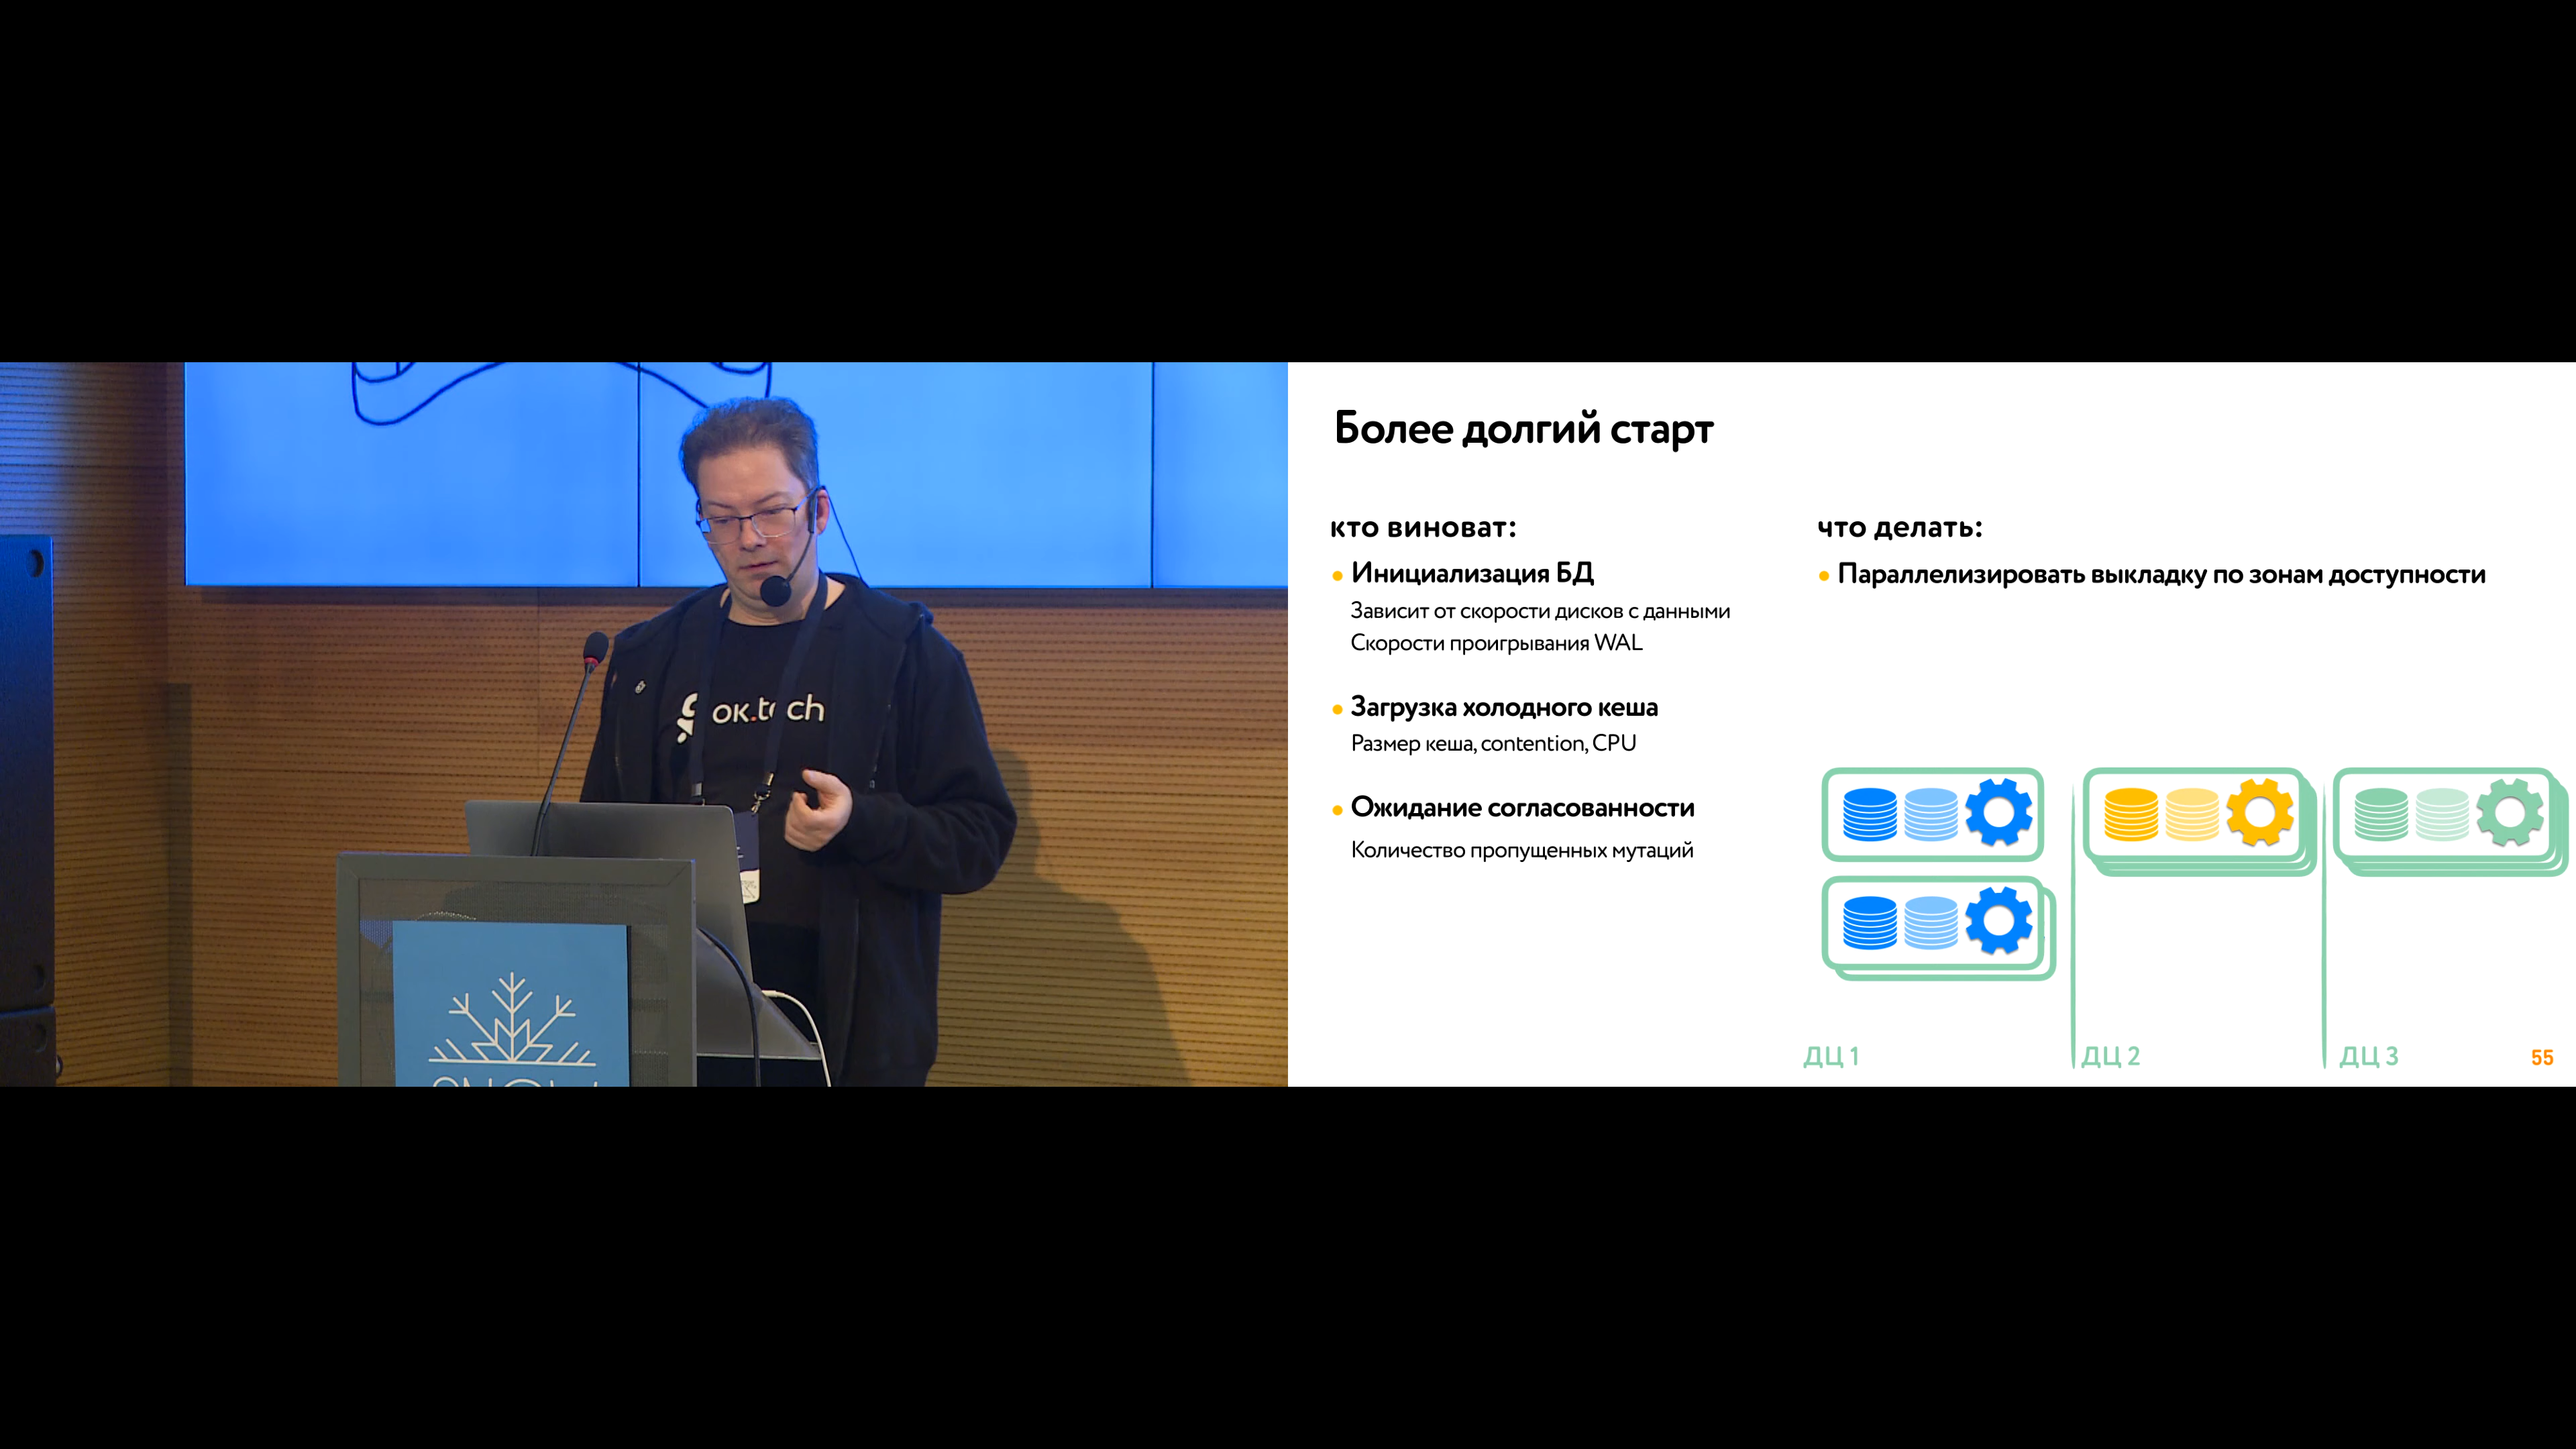 ок.tech
Более долгий старт
кто виноват:
• Инициализация БД
Зависит от скорости дисков с данными
Скорости проигрывания WAL
• Загрузка холодного кеша
Размер кеша, contention, CPU
• Ожидание согласованности
Количество пропущенных мутаций
что делать:
• Параллелизировать выкладку по зонам доступности
ДЦ 1
ДЦ 2
ДЦ 3
55